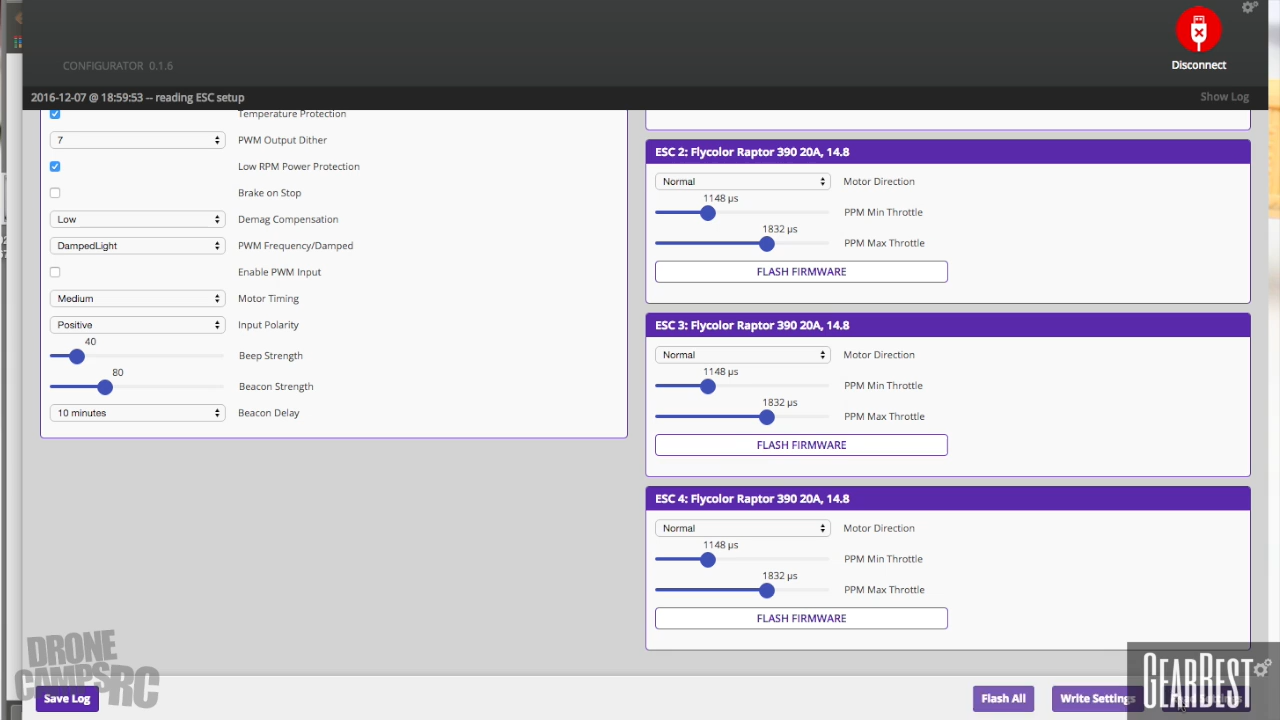 Disconnect
CONFIGURATOR 0.1.6
2016-12-07 @ 18:59:53 -- reading ESC setup
Show Log
Temperature Protection
7 PWM Output Dither
Low RPM Power Protection
Brake on Stop
Low Demag Compensation
DampedLight PWM Frequency/Damped
Enable PWM Input
Medium Motor Timing
Positive Input Polarity
40
Beep Strength
80
Beacon Strength
10 minutes Beacon Delay
ESC 2: Flycolor Raptor 390 20A, 14.8
Normal Motor Direction
1148 µs
PPM Min Throttle
1832 µs
PPM Max Throttle
FLASH FIRMWARE
ESC 3: Flycolor Raptor 390 20A, 14.8
Normal Motor Direction
1148 µs
PPM Min Throttle
1832 µs
PPM Max Throttle
FLASH FIRMWARE
ESC 4: Flycolor Raptor 390 20A, 14.8
Normal Motor Direction
1148 µs
PPM Min Throttle
1832 µs
PPM Max Throttle
FLASH FIRMWARE
DRONE
CAMPSRC
Save Log
Flash All
Write Settings
GEARBEST